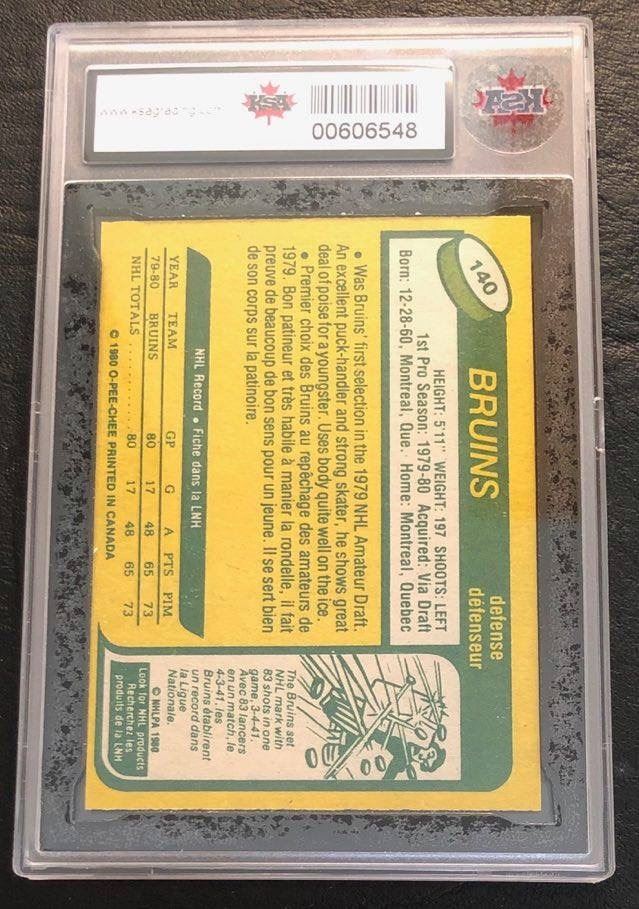 www.ksagrading.com
KSA
00606548
KSA
140
BRUINS
defense
défenseur
HEIGHT: 5'11" WEIGHT: 197 SHOOTS: LEFT
1st Pro Season: 1979-80 Acquired: Via Draft
Born: 12-28-60, Montreal, Que. Home: Montreal, Quebec
• Was Bruins' first selection in the 1979 NHL Amateur Draft.
An excellent puck-handler and strong skater, he shows great
deal of poise for a youngster. Uses body quite well on the ice.
• Premier choix des Bruins au repêchage des amateurs de
1979. Bon patineur et très habile à manier la rondelle, il fait
preuve de beaucoup de bon sens pour un jeune. Il se sert bien
de son corps sur la patinoire.
NHL Record • Fiche dans la LNH
YEAR TEAM GP G A PTS PIM
79-80 BRUINS 80 17 48 65 73
NHL TOTALS .......... 80 17 48 65 73
© 1980 O-PEE-CHEE PRINTED IN CANADA
The Bruins set
NHL mark with
83 shots in one
game, 3-4-41.
Avec 83 lancers
en un match, le
4-3-41, les
Bruins établirent
un record dans
la Ligue
Nationale.
© NHLPA 1980
Look for NHL products
Recherchez les
produits de la LNH